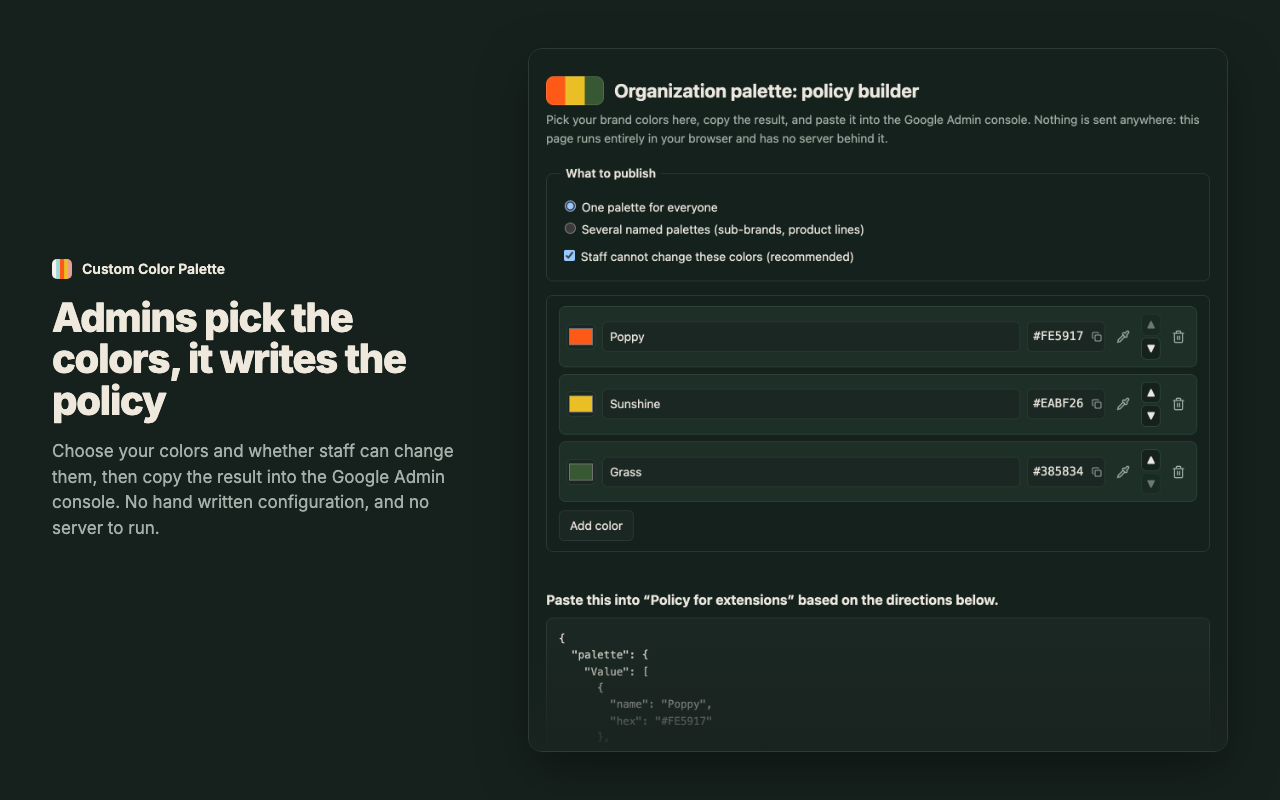 Custom Color Palette
Admins pick the
colors, it writes the
policy
Choose your colors and whether staff can change
them, then copy the result into the Google Admin
console. No hand written configuration, and no
server to run.
Organization palette: policy builder
Pick your brand colors here, copy the result, and paste it into the Google Admin console. Nothing is sent anywhere: this
page runs entirely in your browser and has no server behind it.
What to publish
One palette for everyone
Several named palettes (sub-brands, product lines)
Staff cannot change these colors (recommended)
Poppy #FE5917
Sunshine #EABF26
Grass #385834
Add color
Paste this into “Policy for extensions” based on the directions below.
{
"palette": {
"Value": [
{
"name": "Poppy",
"hex": "#FE5917"
},